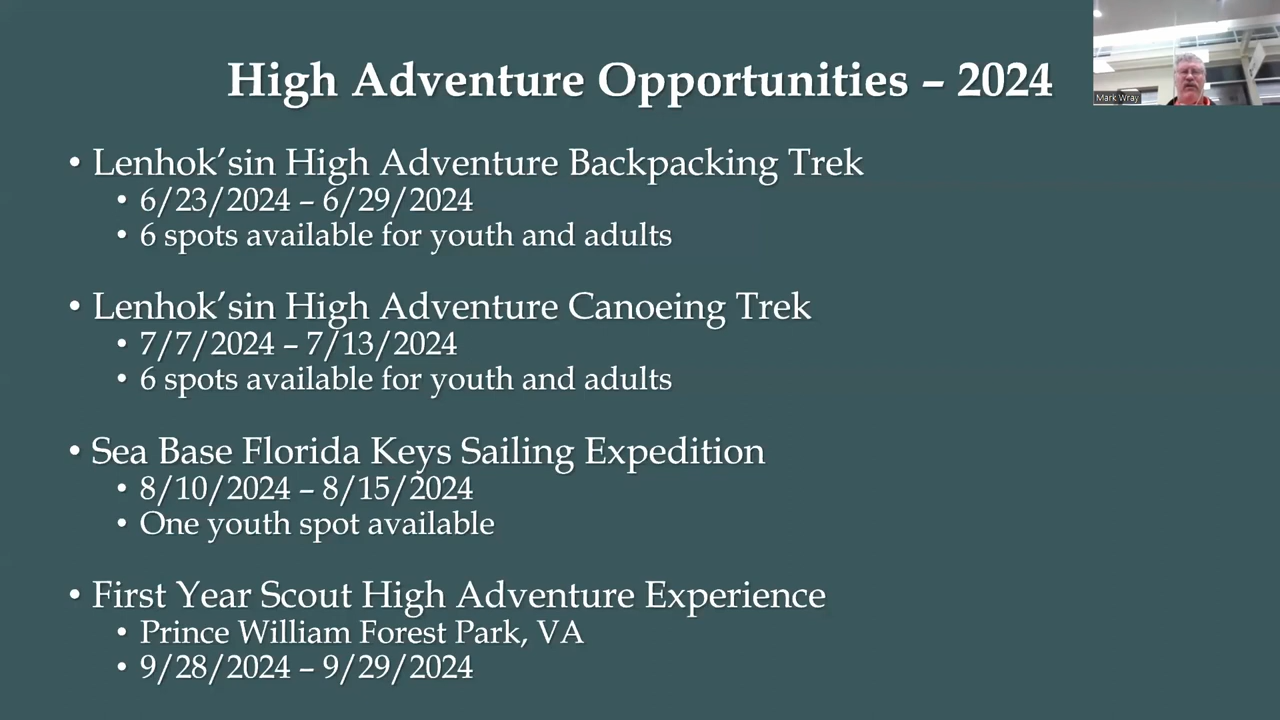 High Adventure Opportunities – 2024
Mark Wray
• Lenhok’sin High Adventure Backpacking Trek
• 6/23/2024 – 6/29/2024
• 6 spots available for youth and adults
• Lenhok’sin High Adventure Canoeing Trek
• 7/7/2024 – 7/13/2024
• 6 spots available for youth and adults
• Sea Base Florida Keys Sailing Expedition
• 8/10/2024 – 8/15/2024
• One youth spot available
• First Year Scout High Adventure Experience
• Prince William Forest Park, VA
• 9/28/2024 – 9/29/2024